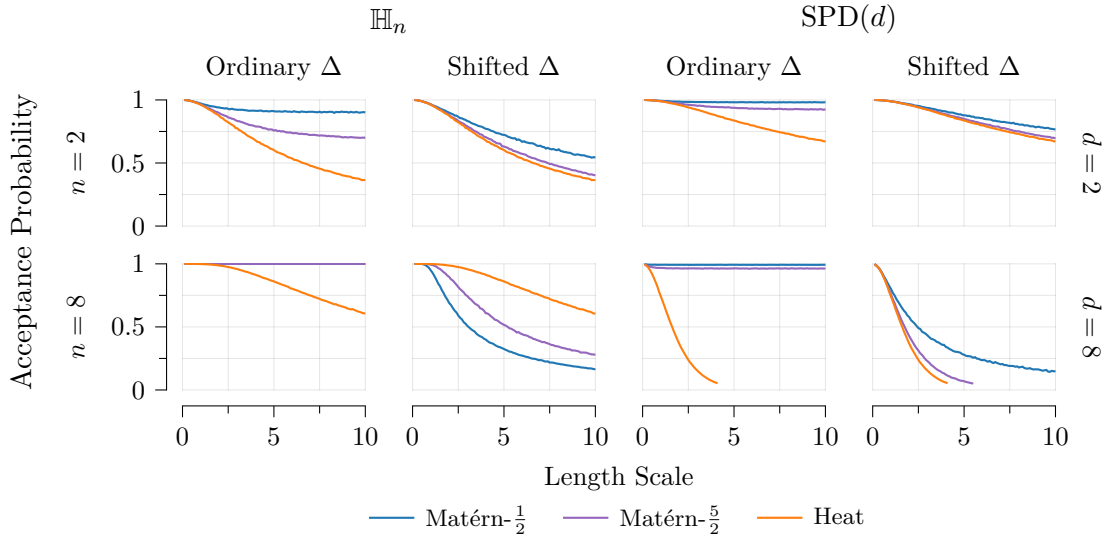 ℍₙ SPD(d)
Ordinary Δ Shifted Δ Ordinary Δ Shifted Δ
Acceptance Probability
n = 2
1
0.5
0
d = 2
n = 8
1
0.5
0
d = 8
0 5 10 0 5 10 0 5 10 0 5 10
Length Scale
Matérn-1/2 Matérn-5/2 Heat